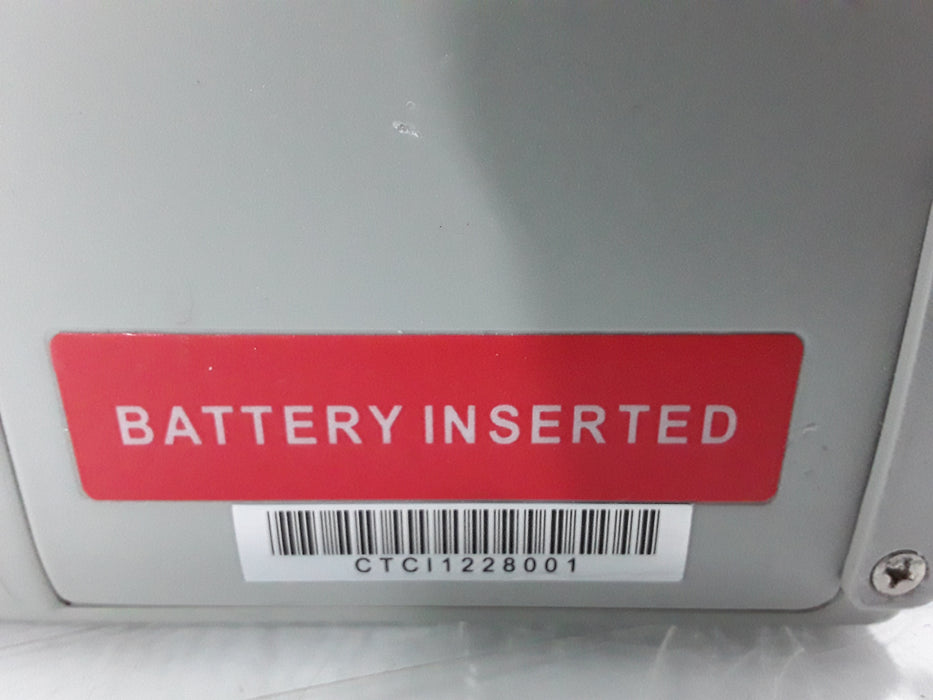 BATTERY INSERTED
CTCI1228001